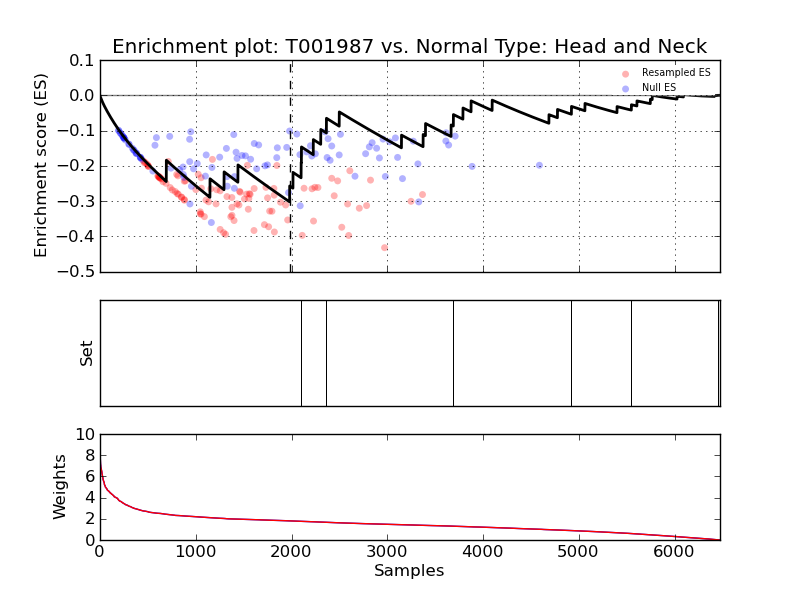 Enrichment plot: T001987 vs. Normal Type: Head and Neck
Enrichment score (ES)
0.1
0.0
−0.1
−0.2
−0.3
−0.4
−0.5
Resampled ES
Null ES
Set
Weights
10
8
6
4
2
0
0 1000 2000 3000 4000 5000 6000
Samples